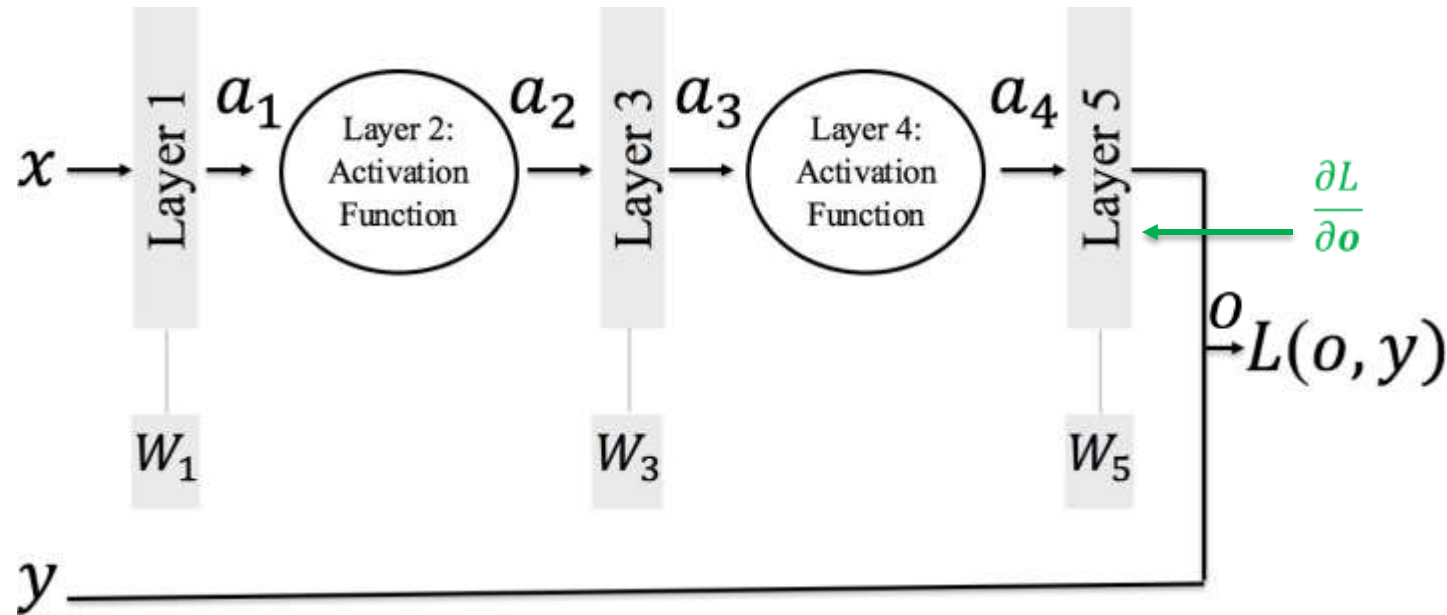 x
Layer 1
a₁
Layer 2:
Activation
Function
a₂
Layer 3
a₃
Layer 4:
Activation
Function
a₄
Layer 5
∂L
∂o
o
L(o, y)
W₁
W₃
W₅
y